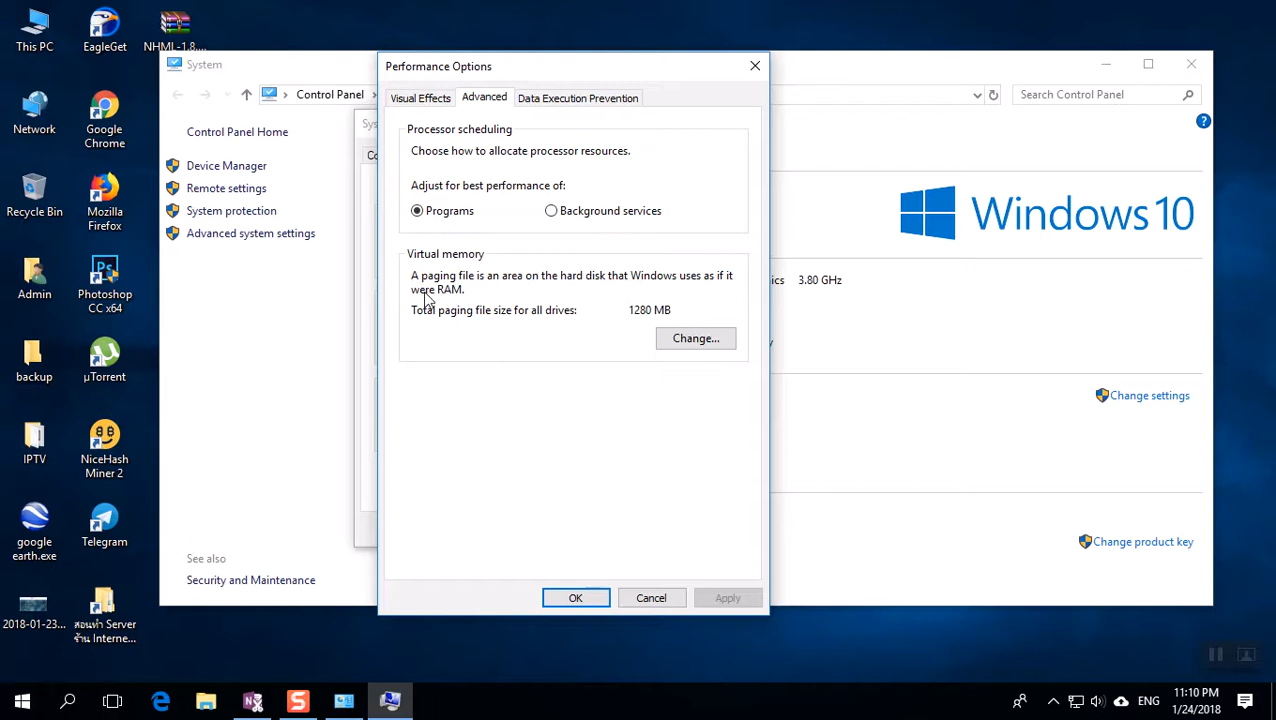 This PC
EagleGet
NHML-1.8....
Network
Google
Chrome
Recycle Bin
Mozilla
Firefox
Admin
Photoshop
CC x64
backup
µTorrent
IPTV
NiceHash
Miner 2
google
earth.exe
Telegram
2018-01-23...
สอนทำ Server
ร้าน Interne...
System
Control Panel
Search Control Panel
Control Panel Home
Device Manager
Remote settings
System protection
Advanced system settings
See also
Security and Maintenance
Performance Options
Visual Effects
Advanced
Data Execution Prevention
Processor scheduling
Choose how to allocate processor resources.
Adjust for best performance of:
Programs
Background services
Virtual memory
A paging file is an area on the hard disk that Windows uses as if it
were RAM.
Total paging file size for all drives: 1280 MB
Change...
OK
Cancel
Apply
Windows 10
ics 3.80 GHz
Change settings
Change product key
ENG
11:10 PM
1/24/2018